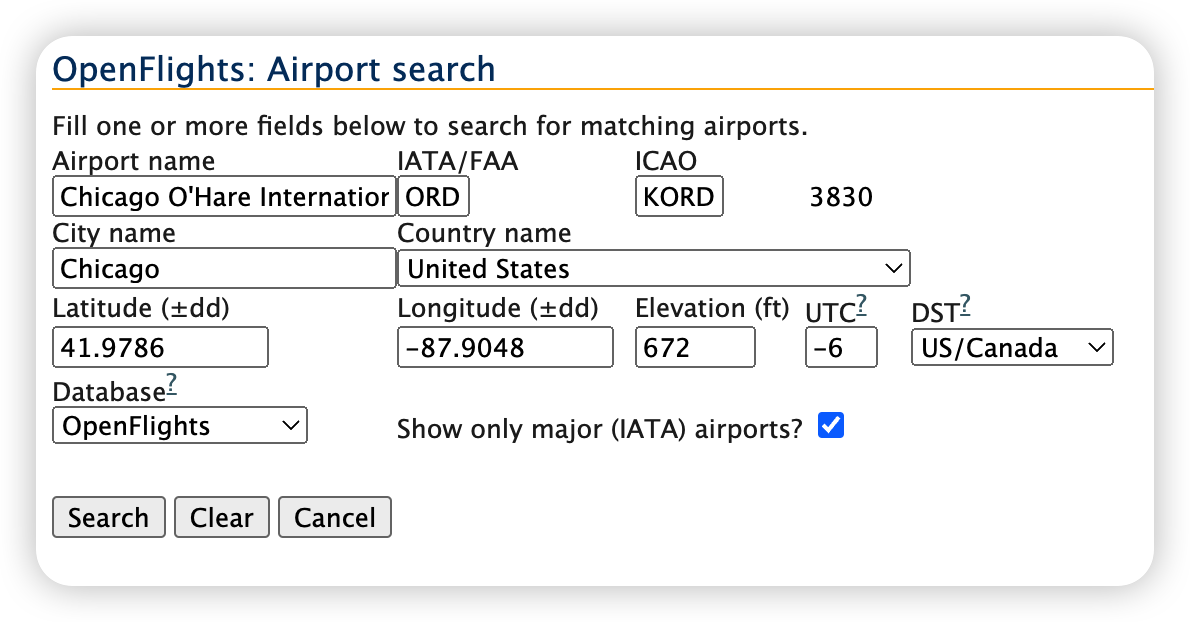 OpenFlights: Airport search
Fill one or more fields below to search for matching airports.
Airport name IATA/FAA ICAO
Chicago O'Hare Internation ORD KORD 3830
City name Country name
Chicago United States
Latitude (±dd) Longitude (±dd) Elevation (ft) UTC? DST?
41.9786 −87.9048 672 −6 US/Canada
Database?
OpenFlights Show only major (IATA) airports?
Search Clear Cancel